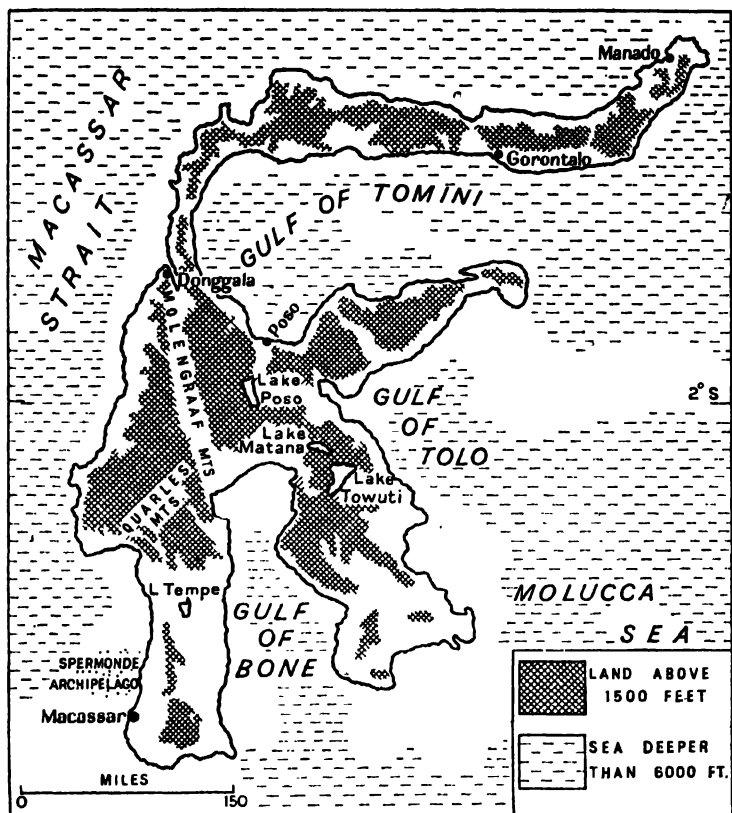 Manado
MACASSAR
STRAIT
Gorontalo
GULF OF TOMINI
Donggala
Poso
MOLENGRAAF MTS
Lake
Poso
2° S
GULF
OF
TOLO
Lake
Matana
Lake
Towuti
QUARLES
MTS.
L Tempe
GULF
OF
BONE
MOLUCCA
SEA
SPERMONDE
ARCHIPELAGO
Macassar
LAND ABOVE
1500 FEET
SEA DEEPER
THAN 6000 FT.
MILES
0 150